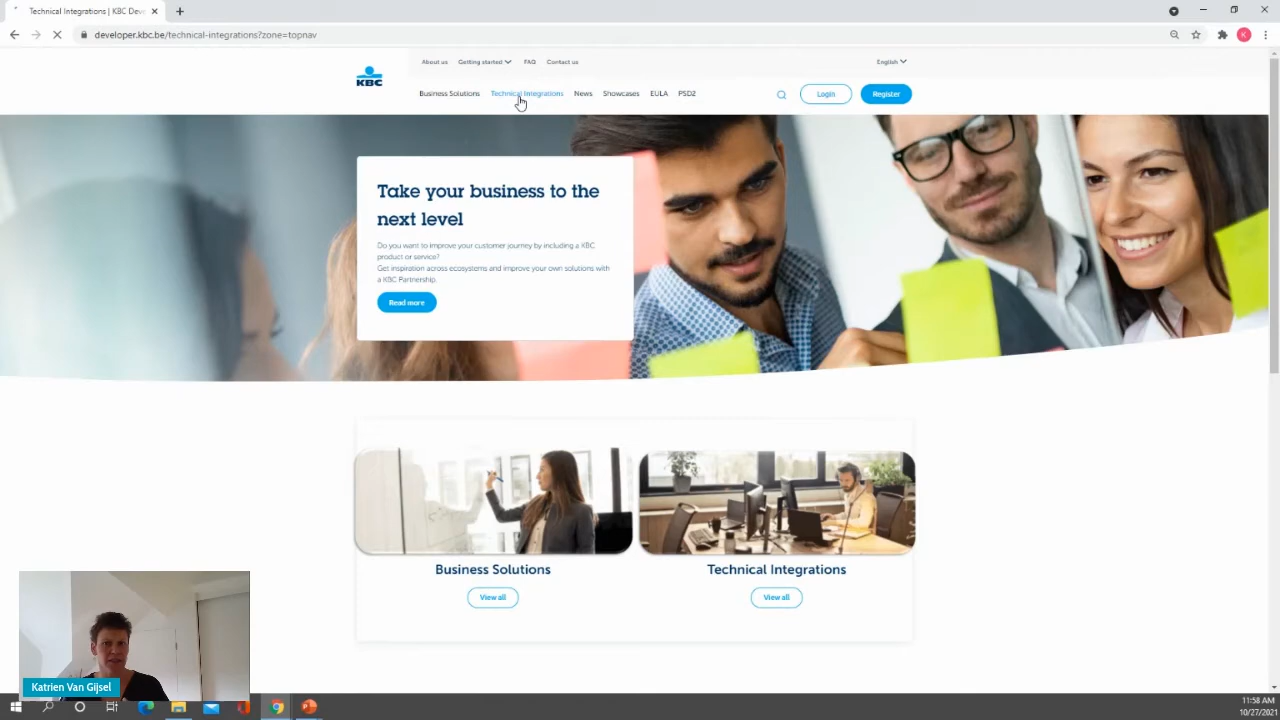 Technical Integrations | KBC Deve
developer.kbc.be/technical-integrations?zone=topnav
K
About us Getting started FAQ Contact us English
KBC
Business Solutions Technical Integrations News Showcases EULA PSD2 Login Register
Take your business to the
next level
Do you want to improve your customer journey by including a KBC
product or service?
Get inspiration across ecosystems and improve your own solutions with
a KBC Partnership.
Read more
Business Solutions
View all
Technical Integrations
View all
Katrien Van Gijsel
11:58 AM
10/27/2021